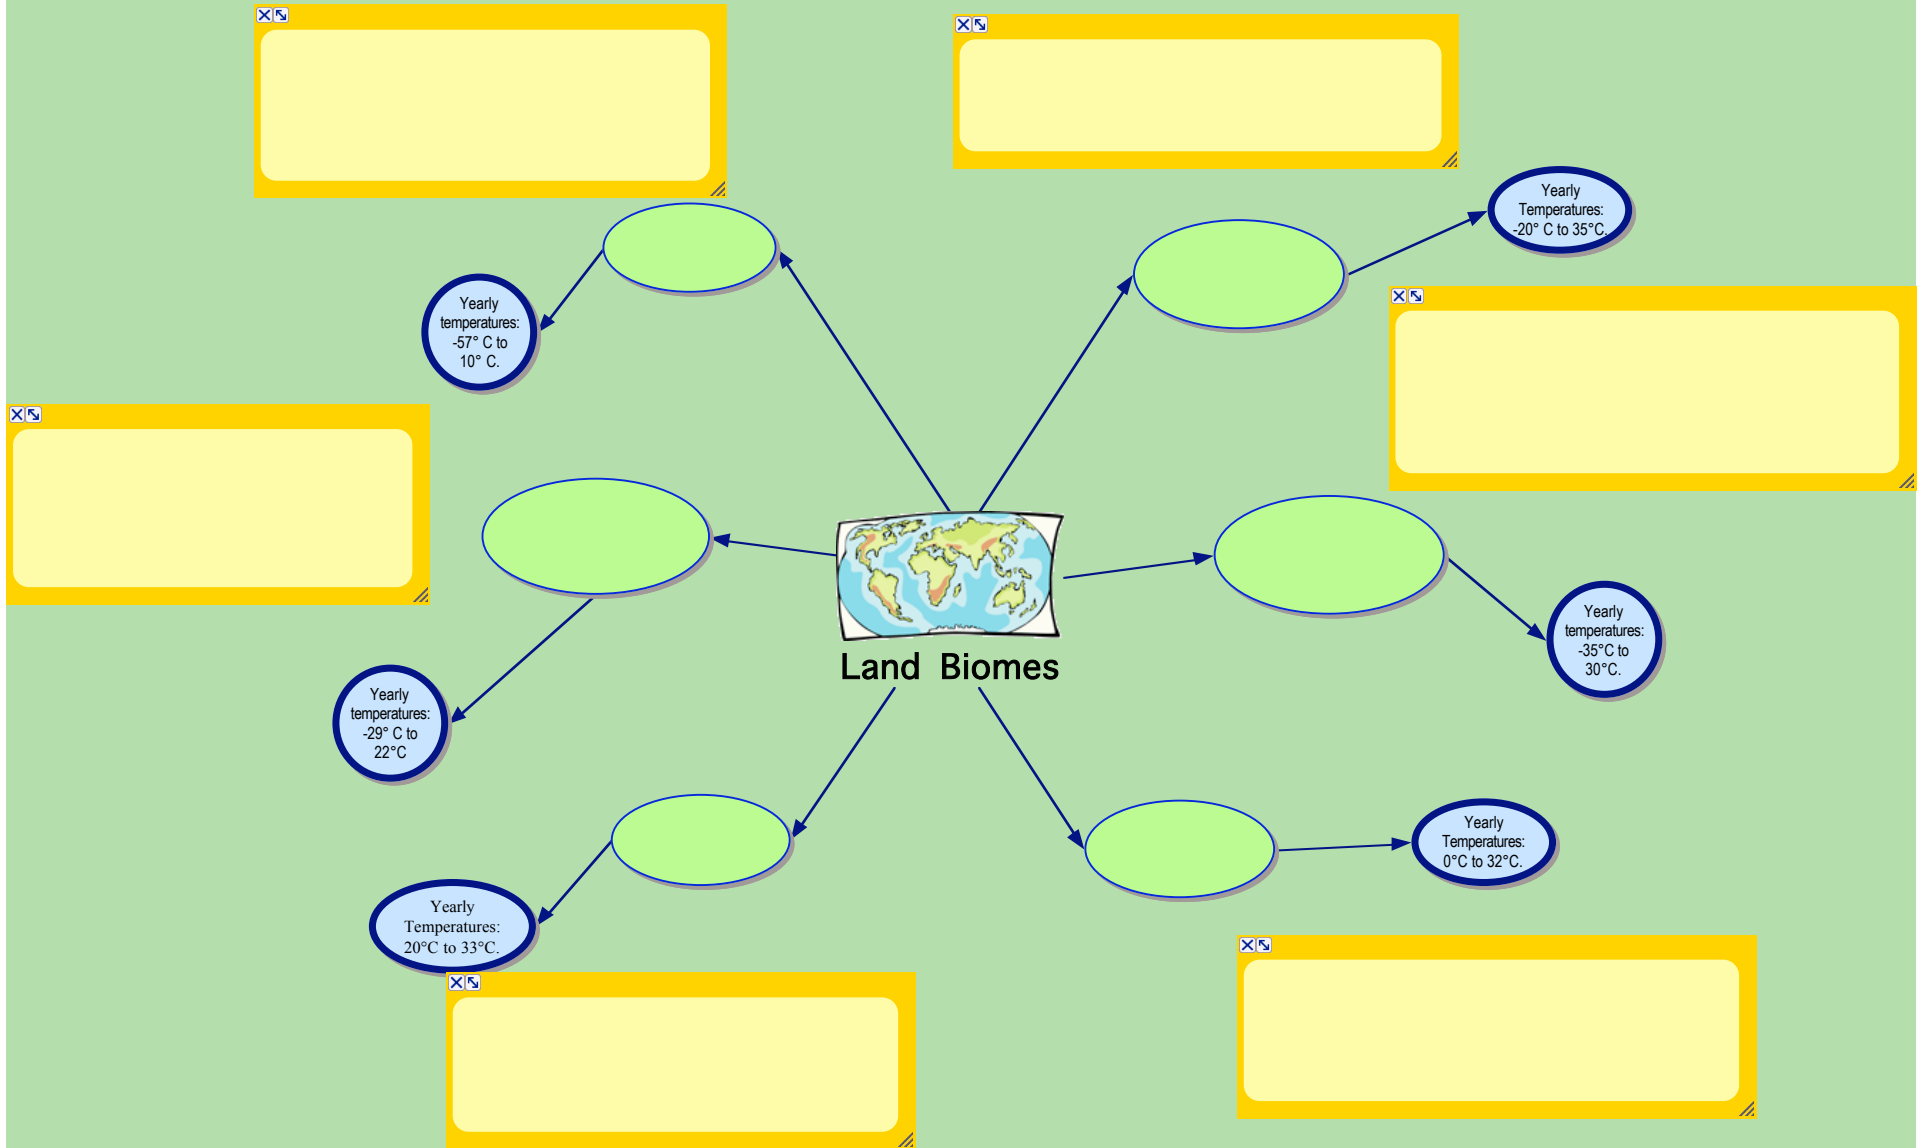 Yearly
Temperatures:
-20° C to 35°C.
Yearly
temperatures:
-57° C to
10° C.
Yearly
temperatures:
-35°C to
30°C.
Land Biomes
Yearly
temperatures:
-29° C to
22°C
Yearly
Temperatures:
0°C to 32°C.
Yearly
Temperatures:
20°C to 33°C.